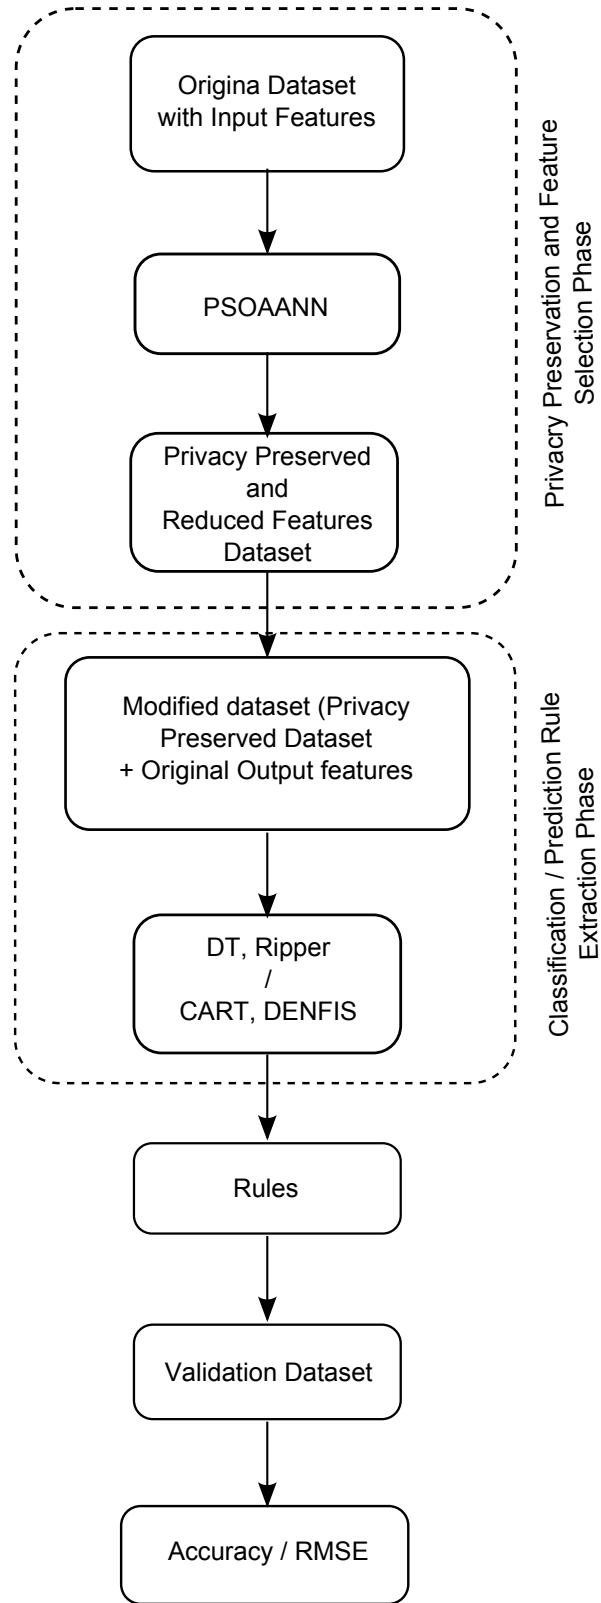 Origina Dataset
with Input Features
PSOAANN
Privacy Preserved
and
Reduced Features
Dataset
Privacry Preservation and Feature
Selection Phase
Modified dataset (Privacy
Preserved Dataset
+ Original Output features
DT, Ripper
/
CART, DENFIS
Classification / Prediction Rule
Extraction Phase
Rules
Validation Dataset
Accuracy / RMSE